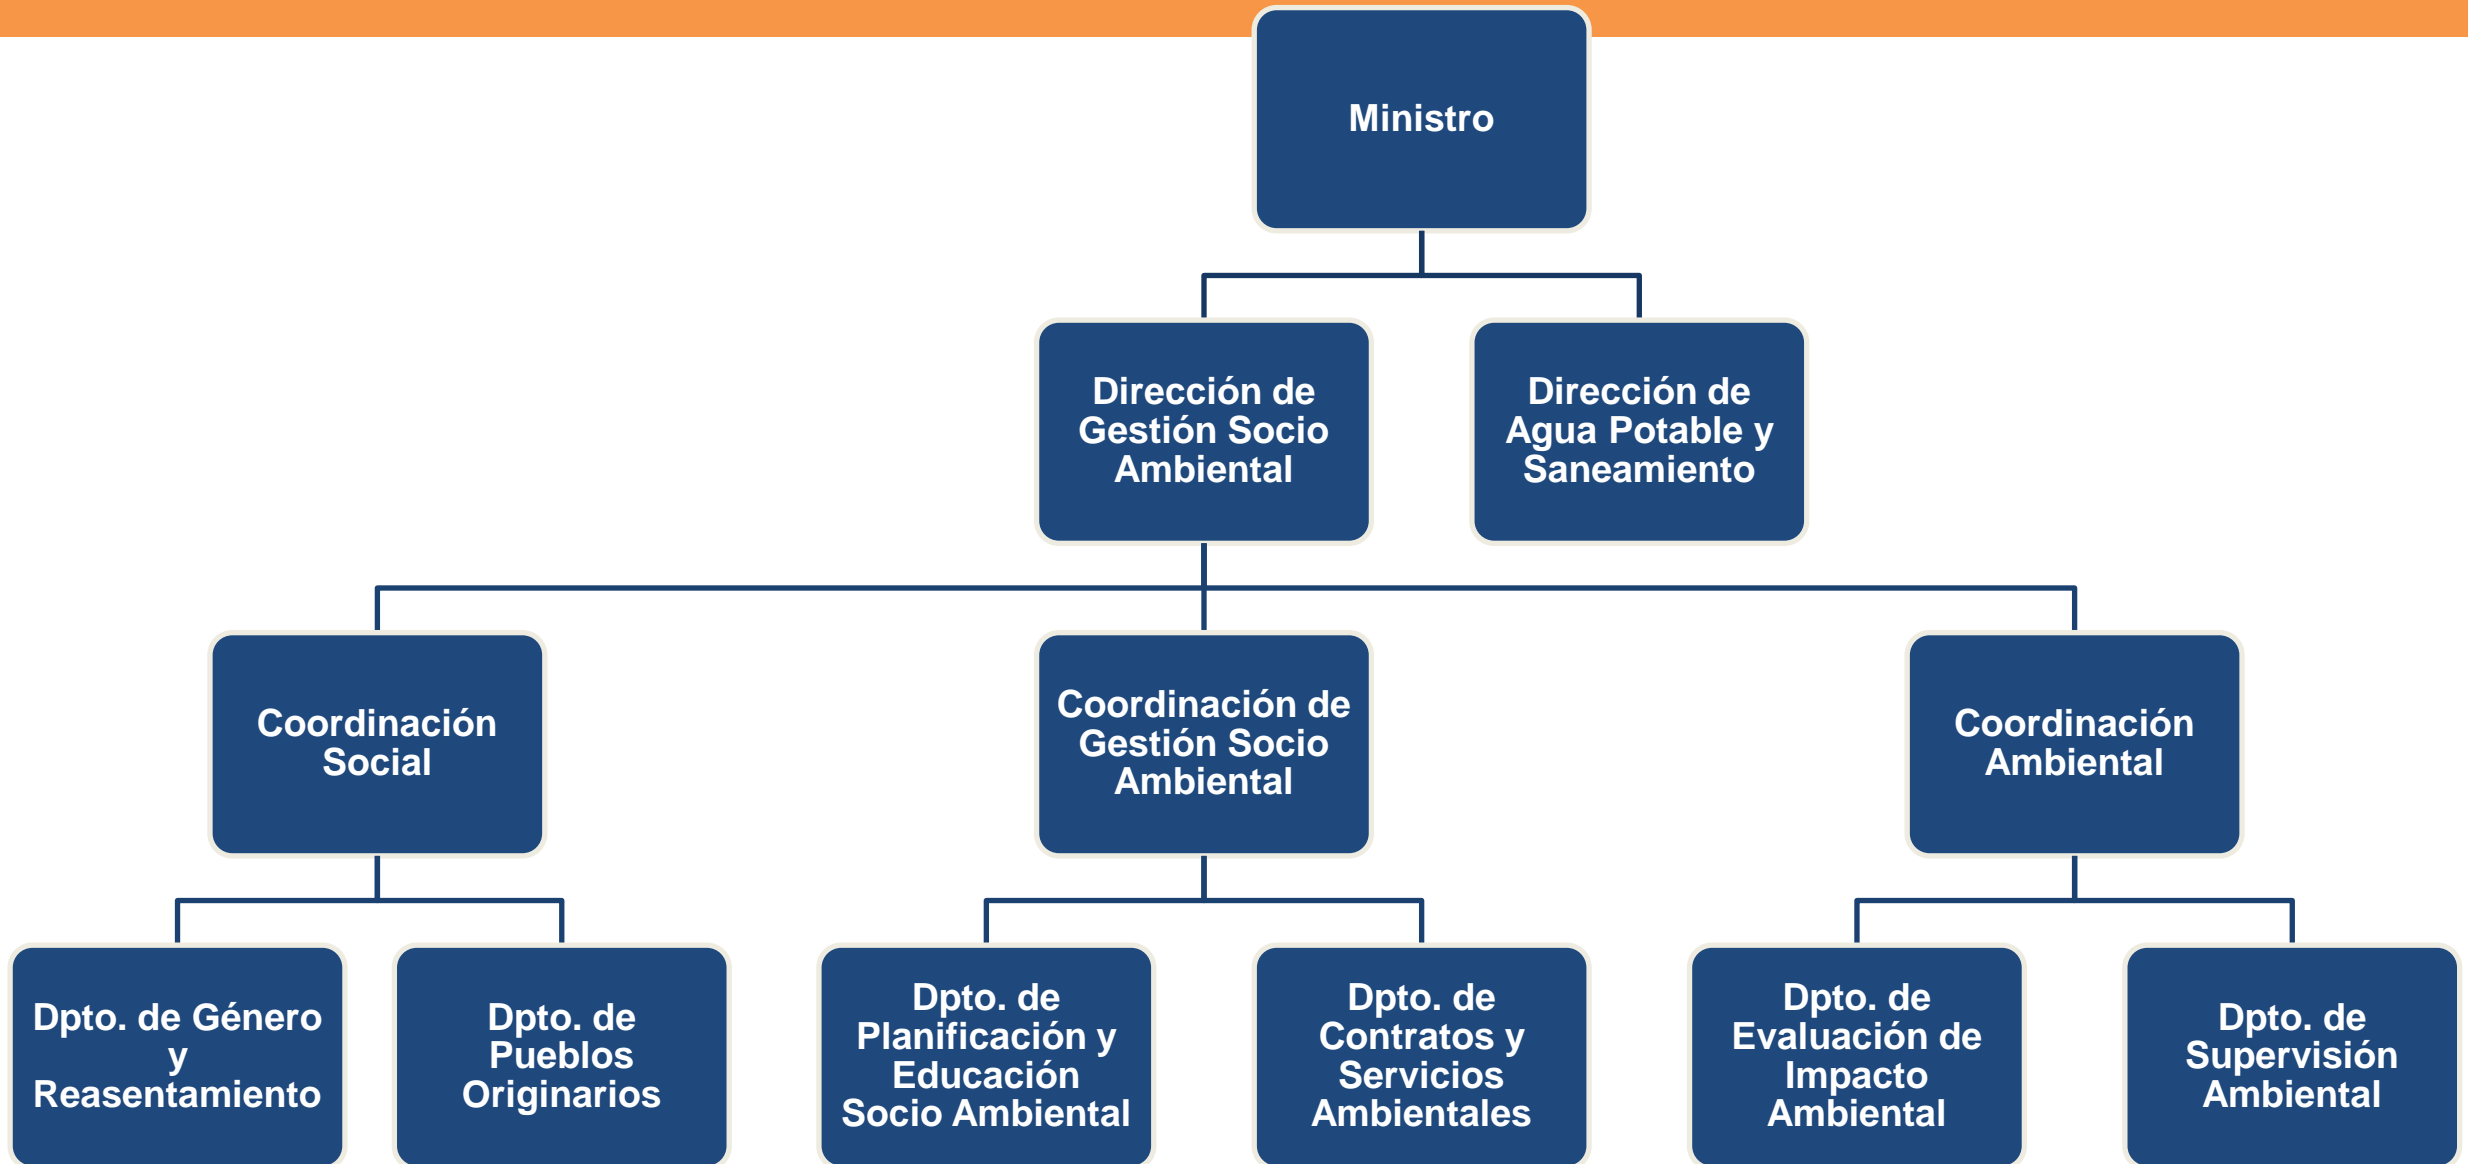 Ministro
Dirección de
Gestión Socio
Ambiental
Dirección de
Agua Potable y
Saneamiento
Coordinación
Social
Coordinación de
Gestión Socio
Ambiental
Coordinación
Ambiental
Dpto. de Género
y
Reasentamiento
Dpto. de
Pueblos
Originarios
Dpto. de
Planificación y
Educación
Socio Ambiental
Dpto. de
Contratos y
Servicios
Ambientales
Dpto. de
Evaluación de
Impacto
Ambiental
Dpto. de
Supervisión
Ambiental